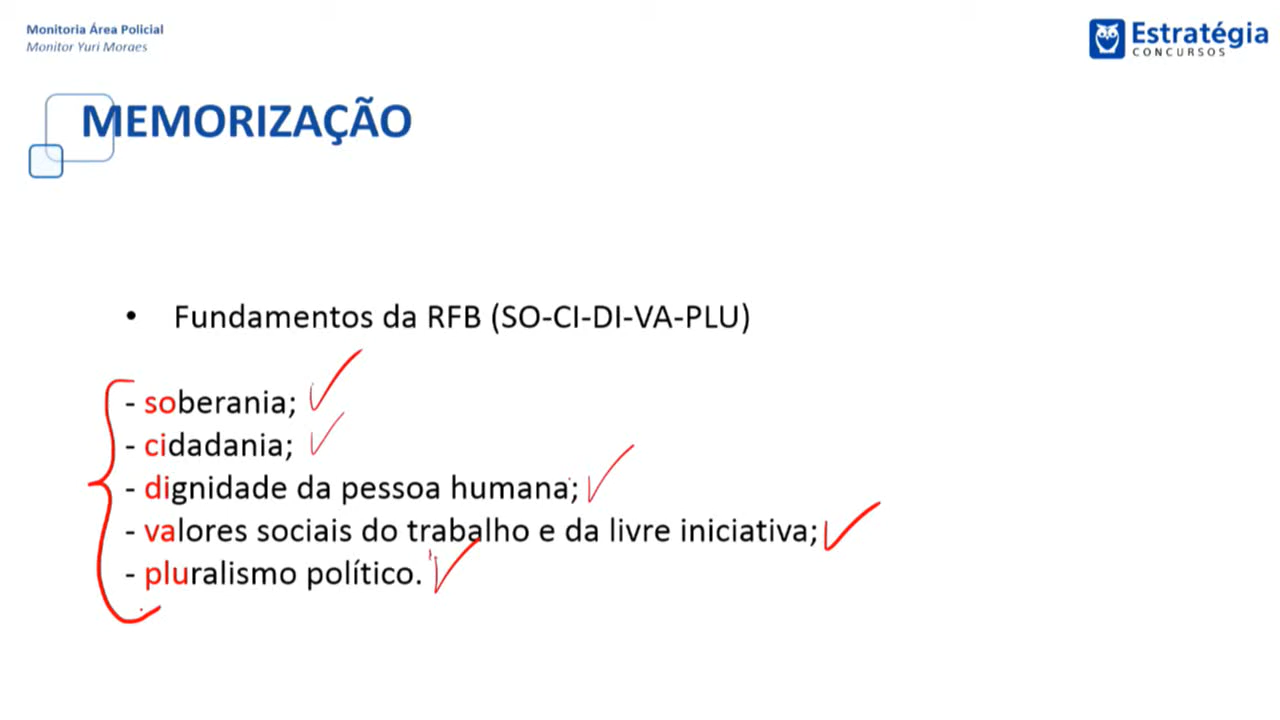 Monitoria Área Policial
Monitor Yuri Moraes
Estratégia
CONCURSOS
MEMORIZAÇÃO
• Fundamentos da RFB (SO-CI-DI-VA-PLU)
- soberania;
- cidadania;
- dignidade da pessoa humana;
- valores sociais do trabalho e da livre iniciativa;
- pluralismo político.